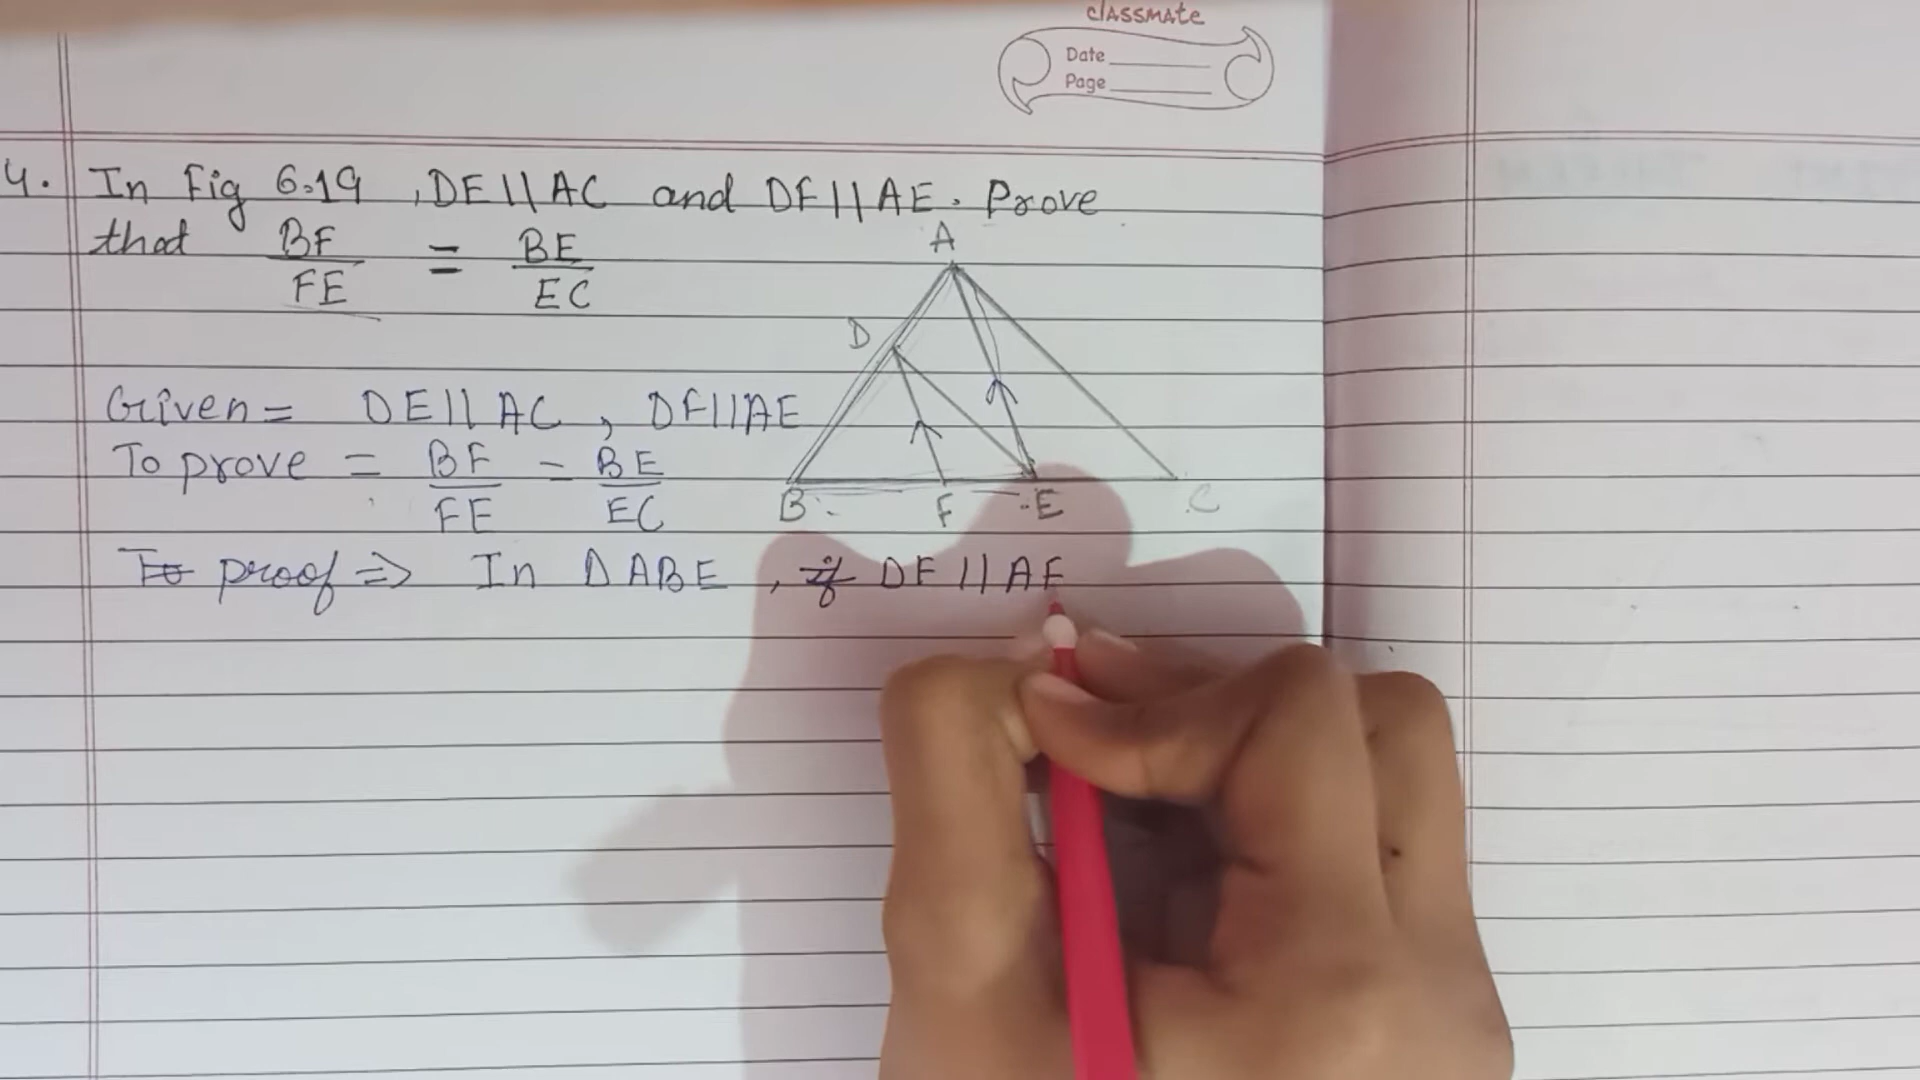 classmate
Date
Page
4. In Fig 6.19, DE || AC and DF || AE. Prove
that BF/FE = BE/EC
A
D
B F E C
Given = DE || AC, DF || AE
To prove = BF/FE = BE/EC
To proof => In ΔABE, if DF || AE